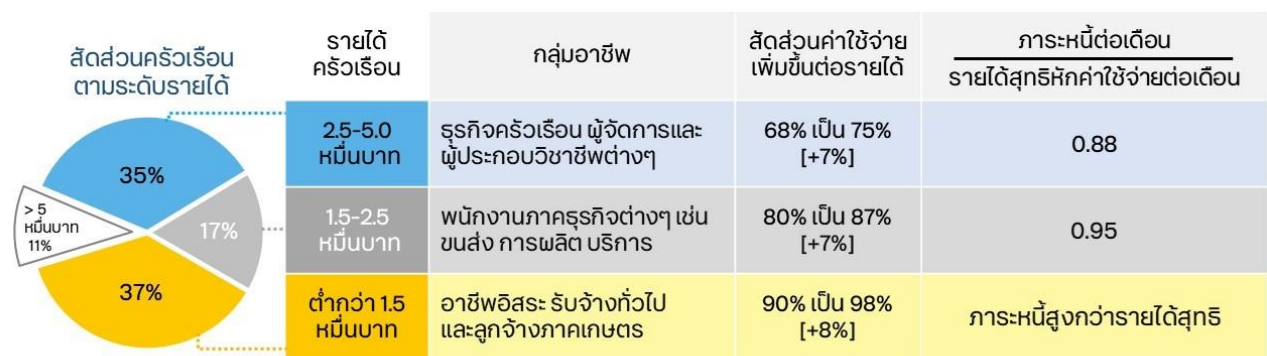 สัดส่วนครัวเรือน
ตามระดับรายได้
35%
> 5
หมื่นบาท
11%
17%
37%
รายได้
ครัวเรือน
กลุ่มอาชีพ
สัดส่วนค่าใช้จ่าย
เพิ่มขึ้นต่อรายได้
ภาระหนี้ต่อเดือน
รายได้สุทธิหักค่าใช้จ่ายต่อเดือน
2.5-5.0
หมื่นบาท
ธุรกิจครัวเรือน ผู้จัดการและ
ผู้ประกอบวิชาชีพต่างๆ
68% เป็น 75%
[+7%]
0.88
1.5-2.5
หมื่นบาท
พนักงานภาคธุรกิจต่างๆ เช่น
ขนส่ง การผลิต บริการ
80% เป็น 87%
[+7%]
0.95
ต่ำกว่า 1.5
หมื่นบาท
อาชีพอิสระ รับจ้างทั่วไป
และลูกจ้างภาคเกษตร
90% เป็น 98%
[+8%]
ภาระหนี้สูงกว่ารายได้สุทธิ